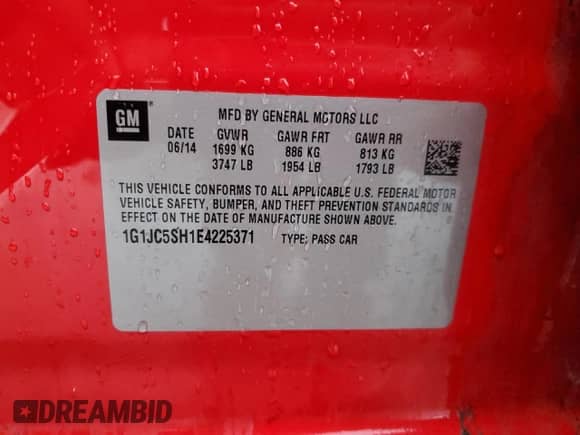 GM
MFD BY GENERAL MOTORS LLC
DATE GVWR GAWR FRT GAWR RR
06/14 1699 KG 886 KG 813 KG
3747 LB 1954 LB 1793 LB
THIS VEHICLE CONFORMS TO ALL APPLICABLE U.S. FEDERAL MOTOR
VEHICLE SAFETY, BUMPER, AND THEFT PREVENTION STANDARDS IN
EFFECT ON THE DATE OF MANUFACTURE SHOWN ABOVE.
1G1JC5SH1E4225371 TYPE: PASS CAR
DREAMBID